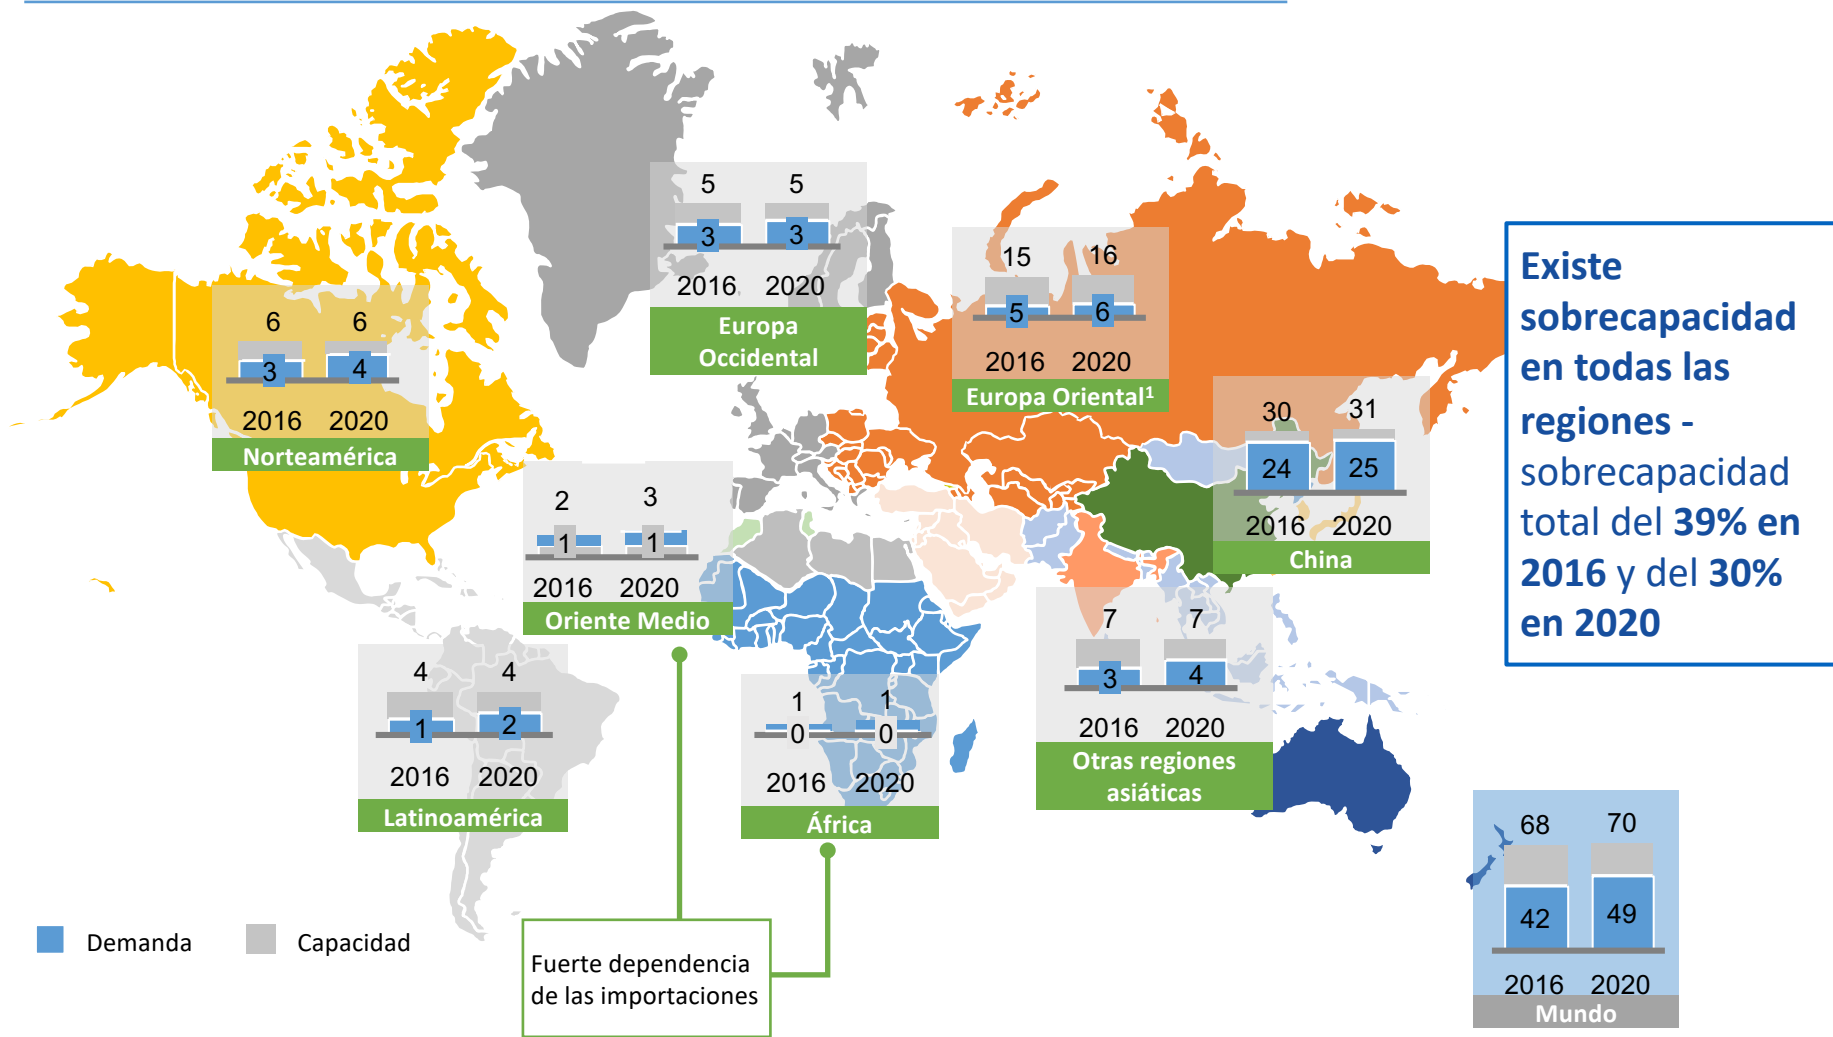 5 5
3 3
2016 2020
Europa
Occidental
15 16
5 6
2016 2020
Europa Oriental¹
6 6
3 4
2016 2020
Norteamérica
30 31
24 25
2016 2020
China
2 3
1 1
2016 2020
Oriente Medio
4 4
1 2
2016 2020
Latinoamérica
1 1
0 0
2016 2020
África
7 7
3 4
2016 2020
Otras regiones
asiáticas
Existe
sobrecapacidad
en todas las
regiones -
sobrecapacidad
total del 39% en
2016 y del 30%
en 2020
68 70
42 49
2016 2020
Mundo
Demanda Capacidad
Fuerte dependencia
de las importaciones